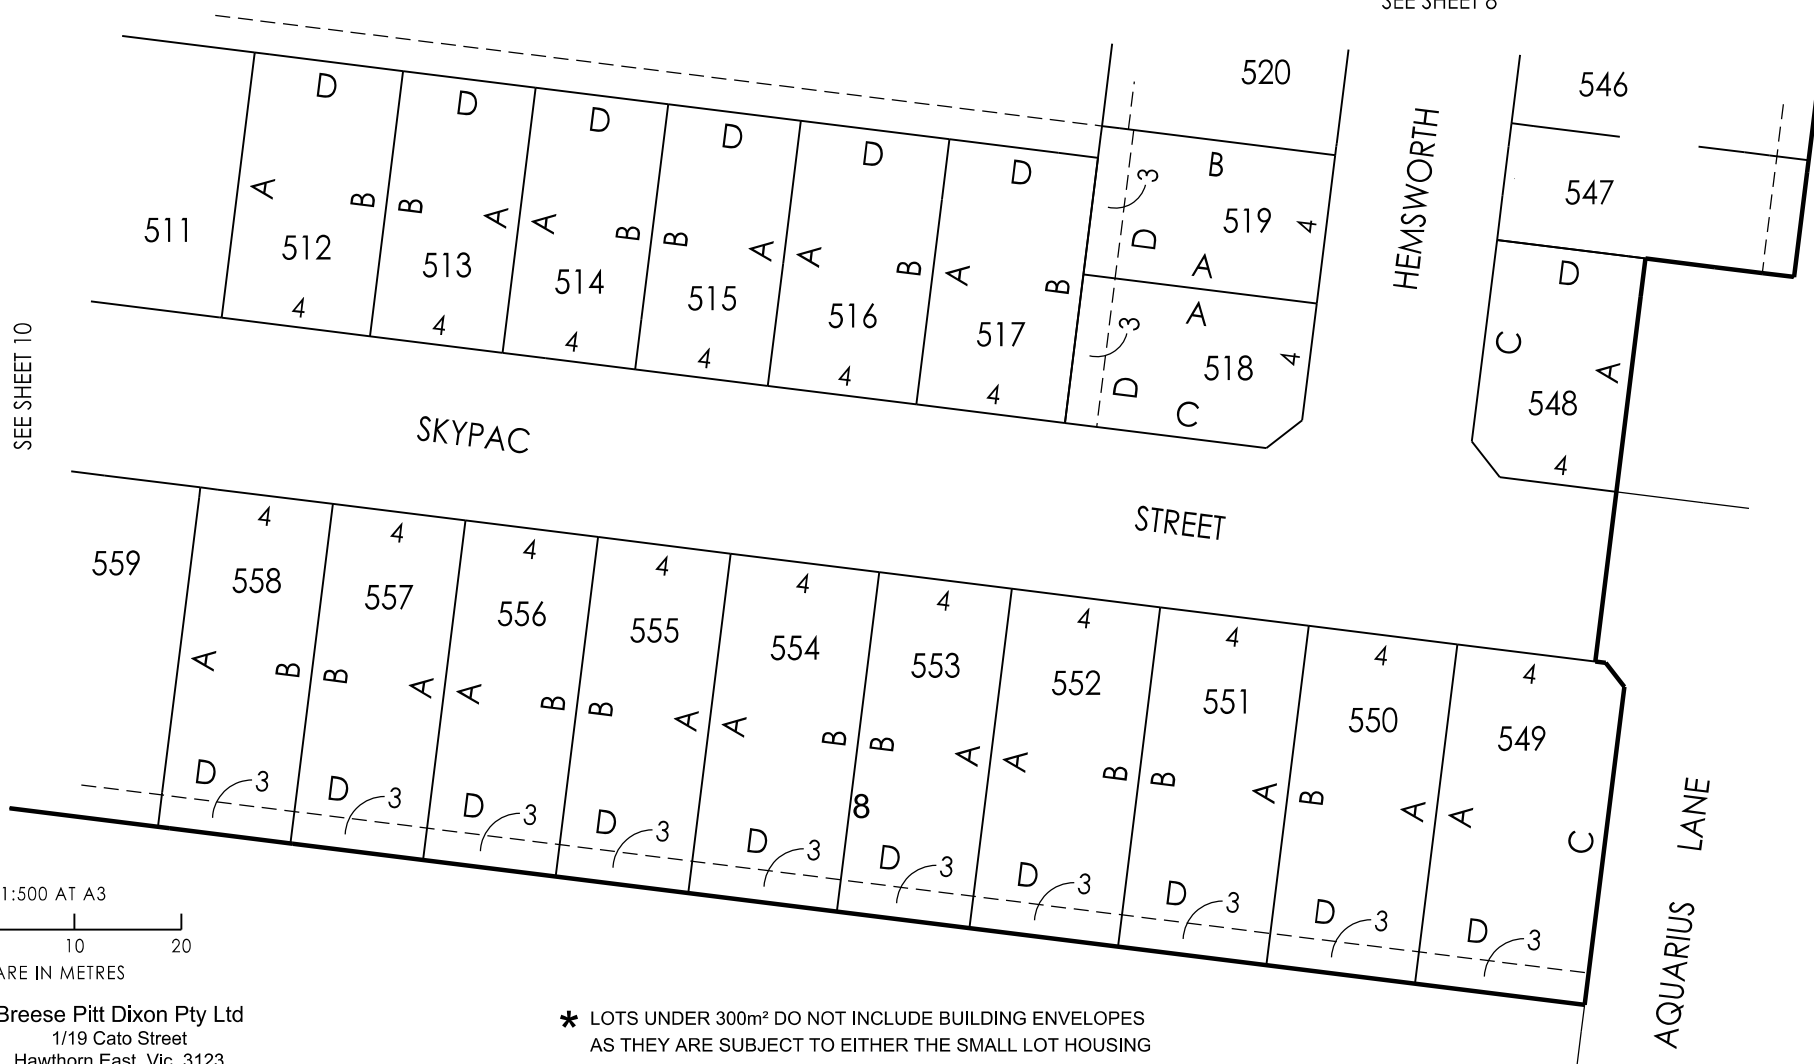 SEE SHEET 8
520
546
HEMSWORTH
547
D
D
D
D
D
D
3
B
519
4
D
A
A
B
B
A
A
B
B
A
A
B
A
B
511
512
513
514
515
516
517
4
4
4
4
4
4
3
A
518
4
D
C
D
C
A
548
4
SEE SHEET 10
SKYPAC
STREET
559
4
4
4
4
4
4
4
4
4
4
558
557
556
555
554
553
552
551
550
549
A
B
B
A
A
B
B
A
A
B
B
A
A
B
B
A
B
A
A
C
8
D 3
D 3
D 3
D 3
D 3
D 3
D 3
D 3
D 3
D 3
AQUARIUS LANE
1:500 AT A3
10 20
ARE IN METRES
Breese Pitt Dixon Pty Ltd
1/19 Cato Street
Hawthorn East, Vic, 3123
* LOTS UNDER 300m² DO NOT INCLUDE BUILDING ENVELOPES
AS THEY ARE SUBJECT TO EITHER THE SMALL LOT HOUSING